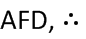 AFD, ∴